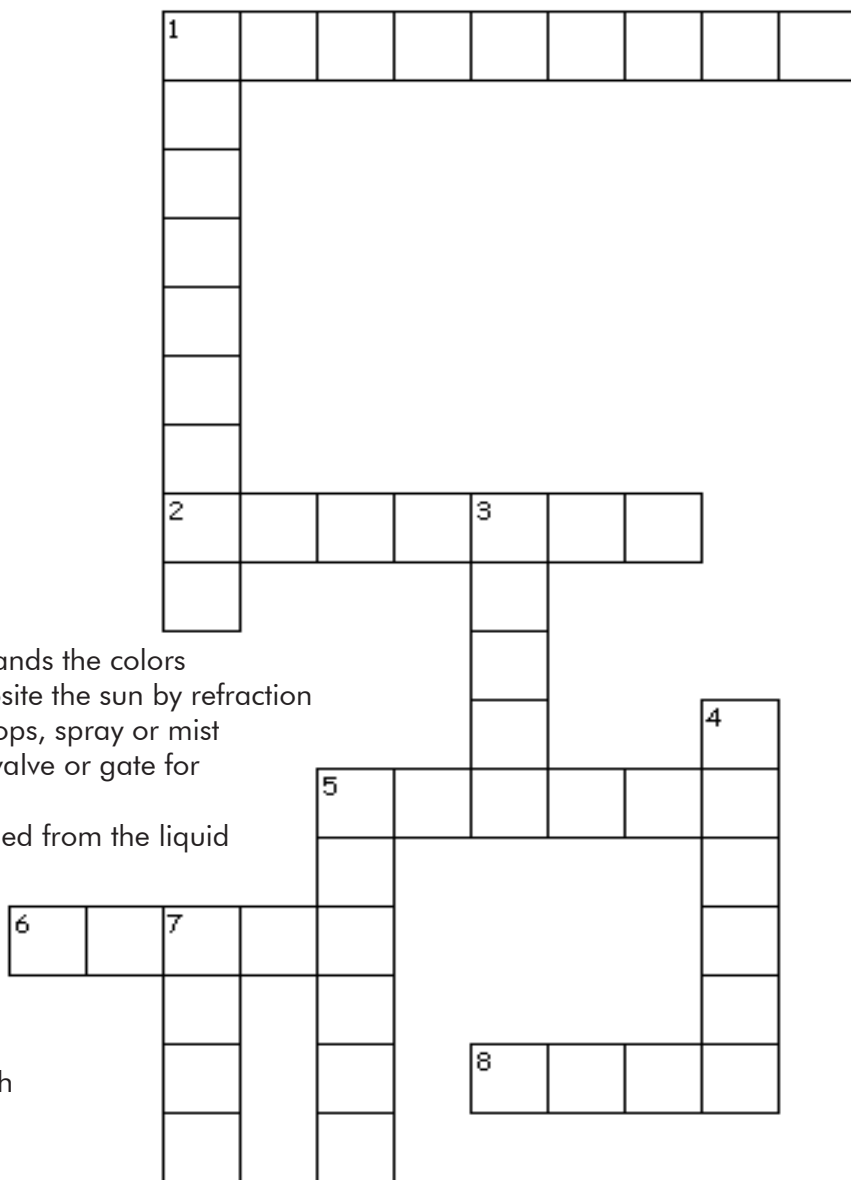 1
2 3
ands the colors
site the sun by refraction
ops, spray or mist
4
valve or gate for
5
ed from the liquid
6 7
8
h